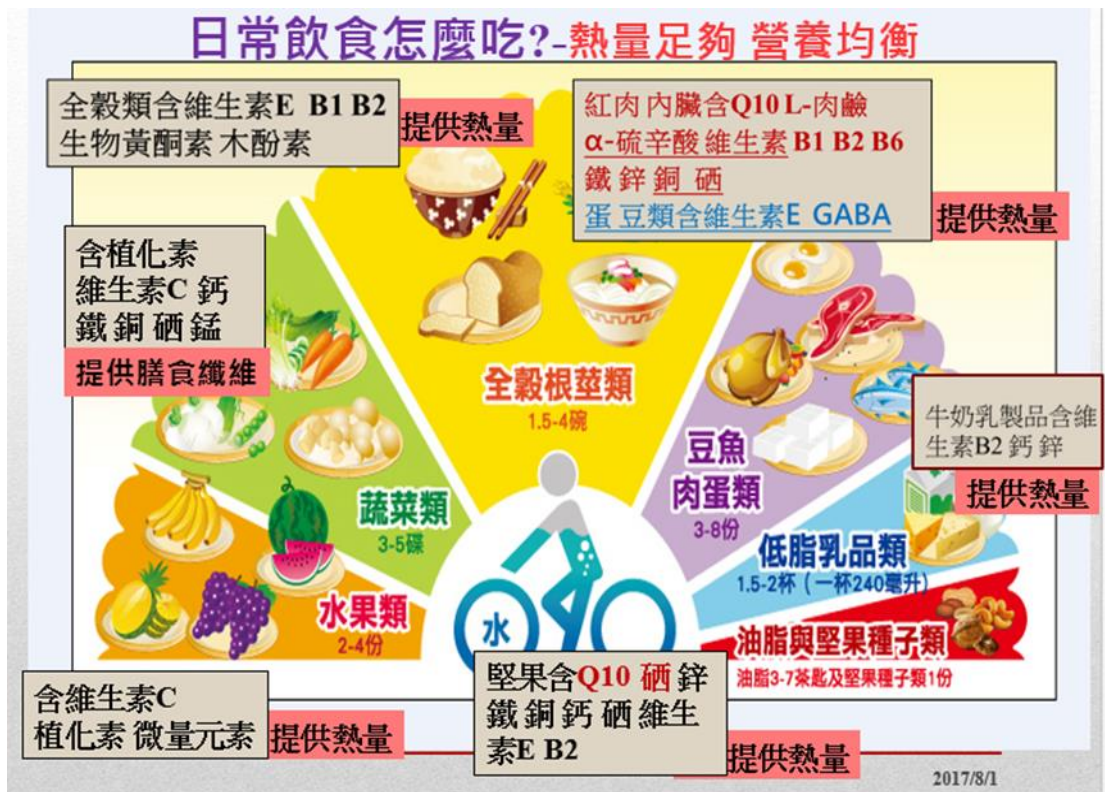 日常飲食怎麼吃?-熱量足夠 營養均衡
全穀類含維生素E B1 B2
生物黃酮素 木酚素
提供熱量
紅肉 內臟含Q10 L-肉鹼
α-硫辛酸 維生素 B1 B2 B6
鐵 鋅 銅 硒
蛋 豆類含維生素E GABA
提供熱量
含植化素
維生素C 鈣
鐵 銅 硒 錳
提供膳食纖維
全穀根莖類
1.5-4碗
牛奶乳製品含維
生素B2 鈣 鋅
提供熱量
豆魚
肉蛋類
3-8份
蔬菜類
3-5碟
低脂乳品類
1.5-2杯（一杯240毫升）
水果類
2-4份
水
油脂與堅果種子類
油脂3-7茶匙及堅果種子類1份
含維生素C
植化素 微量元素
提供熱量
堅果含Q10 硒 鋅
鐵 銅 鈣 硒 維生
素E B2
提供熱量
2017/8/1